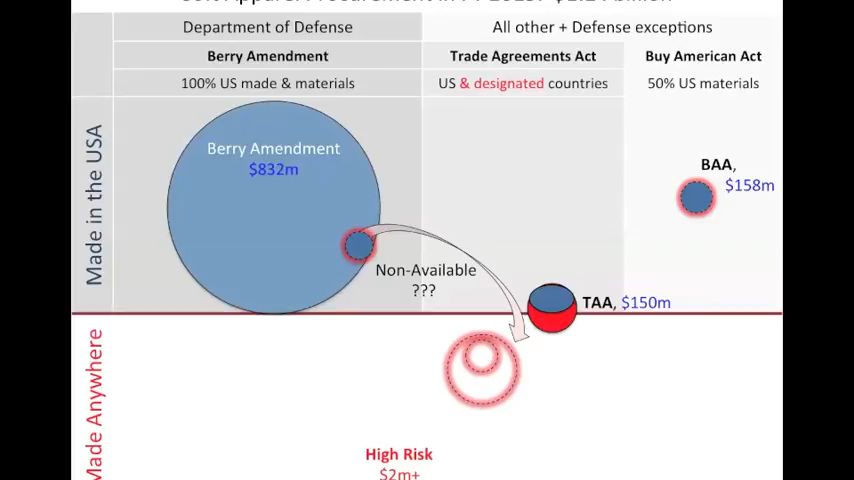 Department of Defense
All other + Defense exceptions
Berry Amendment
Trade Agreements Act
Buy American Act
100% US made & materials
US & designated countries
50% US materials
Made in the USA
Berry Amendment
$832m
BAA,
$158m
Non-Available
???
TAA, $150m
Made Anywhere
High Risk
$2m+